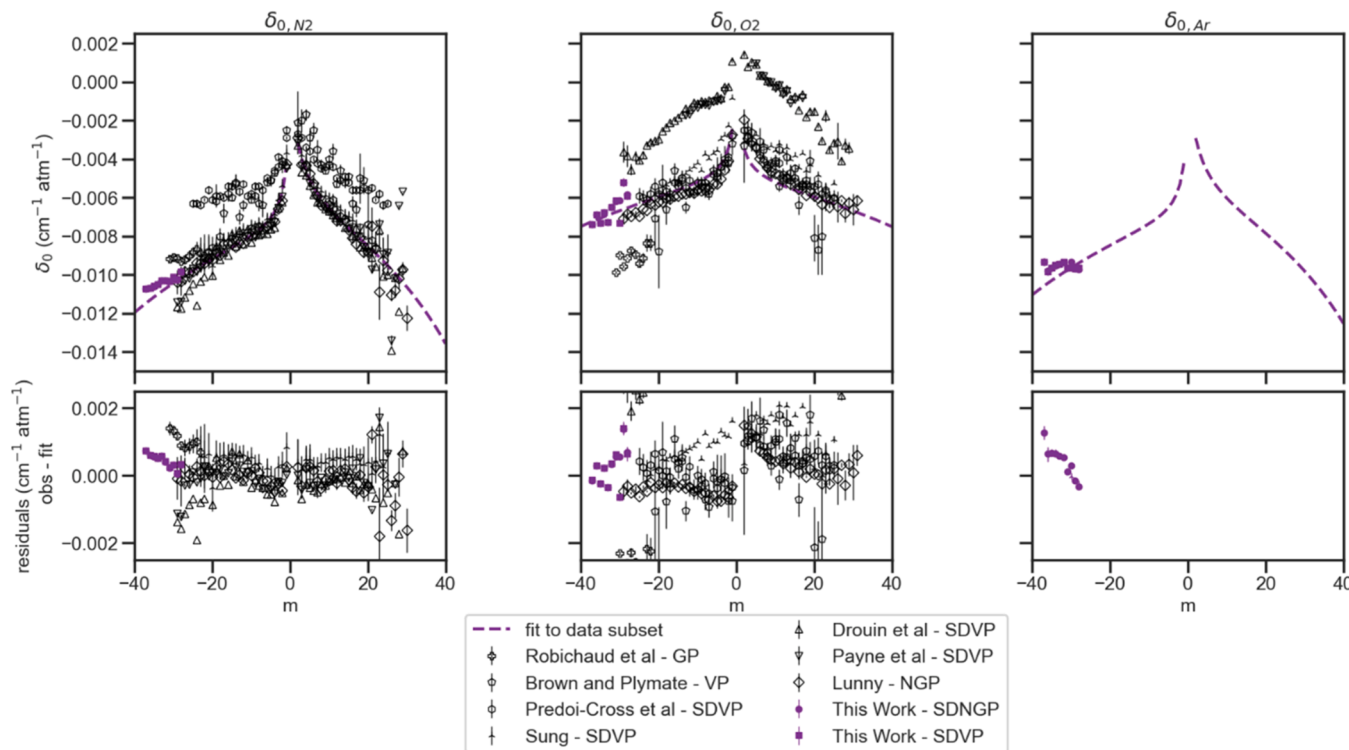 δ0, N2
δ0, O2
δ0, Ar
0.002
0.000
−0.002
−0.004
−0.006
−0.008
−0.010
−0.012
−0.014
δ0 (cm−1 atm−1)
0.002
0.000
−0.002
residuals (cm−1 atm−1)
obs - fit
−40 −20 0 20 40
−40 −20 0 20 40
−40 −20 0 20 40
m
m
m
fit to data subset
Robichaud et al - GP
Brown and Plymate - VP
Predoi-Cross et al - SDVP
Sung - SDVP
Drouin et al - SDVP
Payne et al - SDVP
Lunny - NGP
This Work - SDNGP
This Work - SDVP